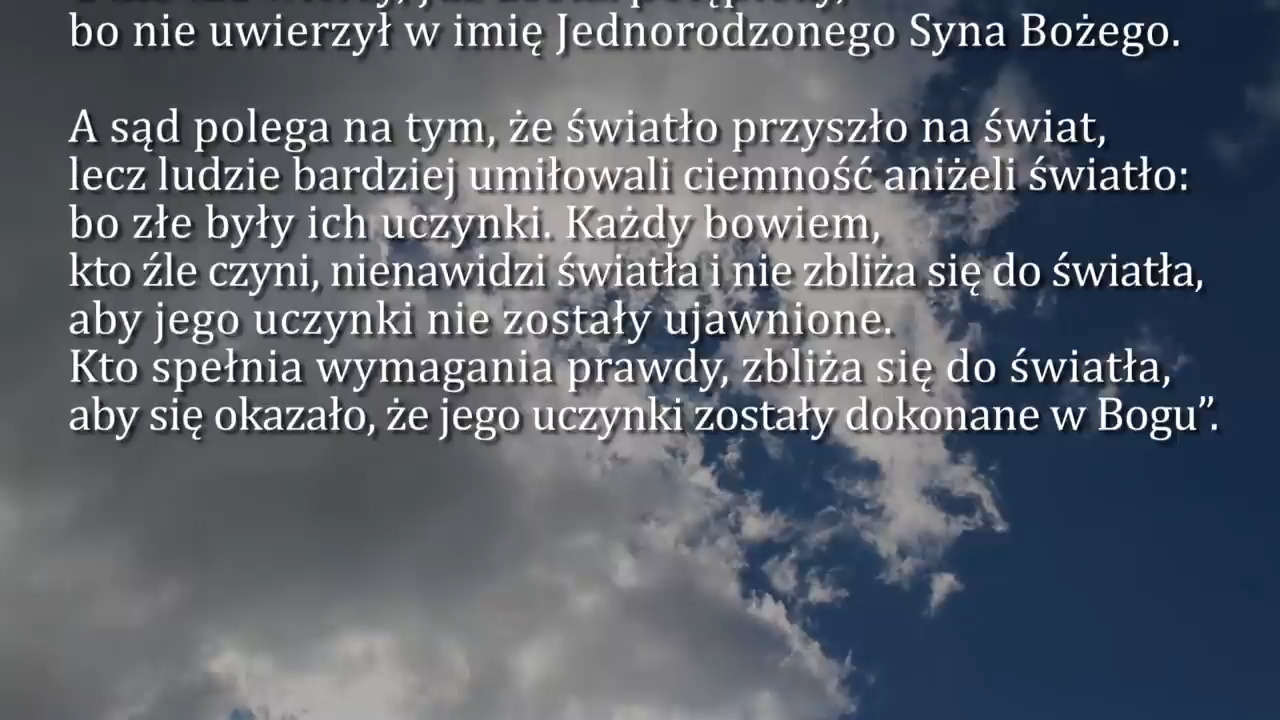 bo nie uwierzył w imię Jednorodzonego Syna Bożego.
A sąd polega na tym, że światło przyszło na świat,
lecz ludzie bardziej umiłowali ciemność aniżeli światło:
bo złe były ich uczynki. Każdy bowiem,
kto źle czyni, nienawidzi światła i nie zbliża się do światła,
aby jego uczynki nie zostały ujawnione.
Kto spełnia wymagania prawdy, zbliża się do światła,
aby się okazało, że jego uczynki zostały dokonane w Bogu”.